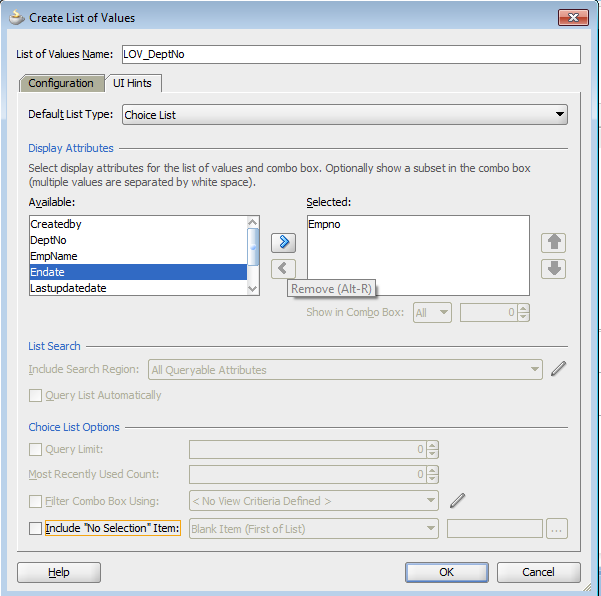 Create List of Values
List of Values Name: LOV_DeptNo
Configuration UI Hints
Default List Type: Choice List
Display Attributes
Select display attributes for the list of values and combo box. Optionally show a subset in the combo box
(multiple values are separated by white space).
Available: Selected:
Createdby Empno
DeptNo
EmpName
Endate
Lastupdatedate
Remove (Alt-R)
Show in Combo Box: All 0
List Search
Include Search Region: All Queryable Attributes
Query List Automatically
Choice List Options
Query Limit: 0
Most Recently Used Count: 0
Filter Combo Box Using: < No View Criteria Defined >
Include "No Selection" Item: Blank Item (First of List) ...
Help OK Cancel